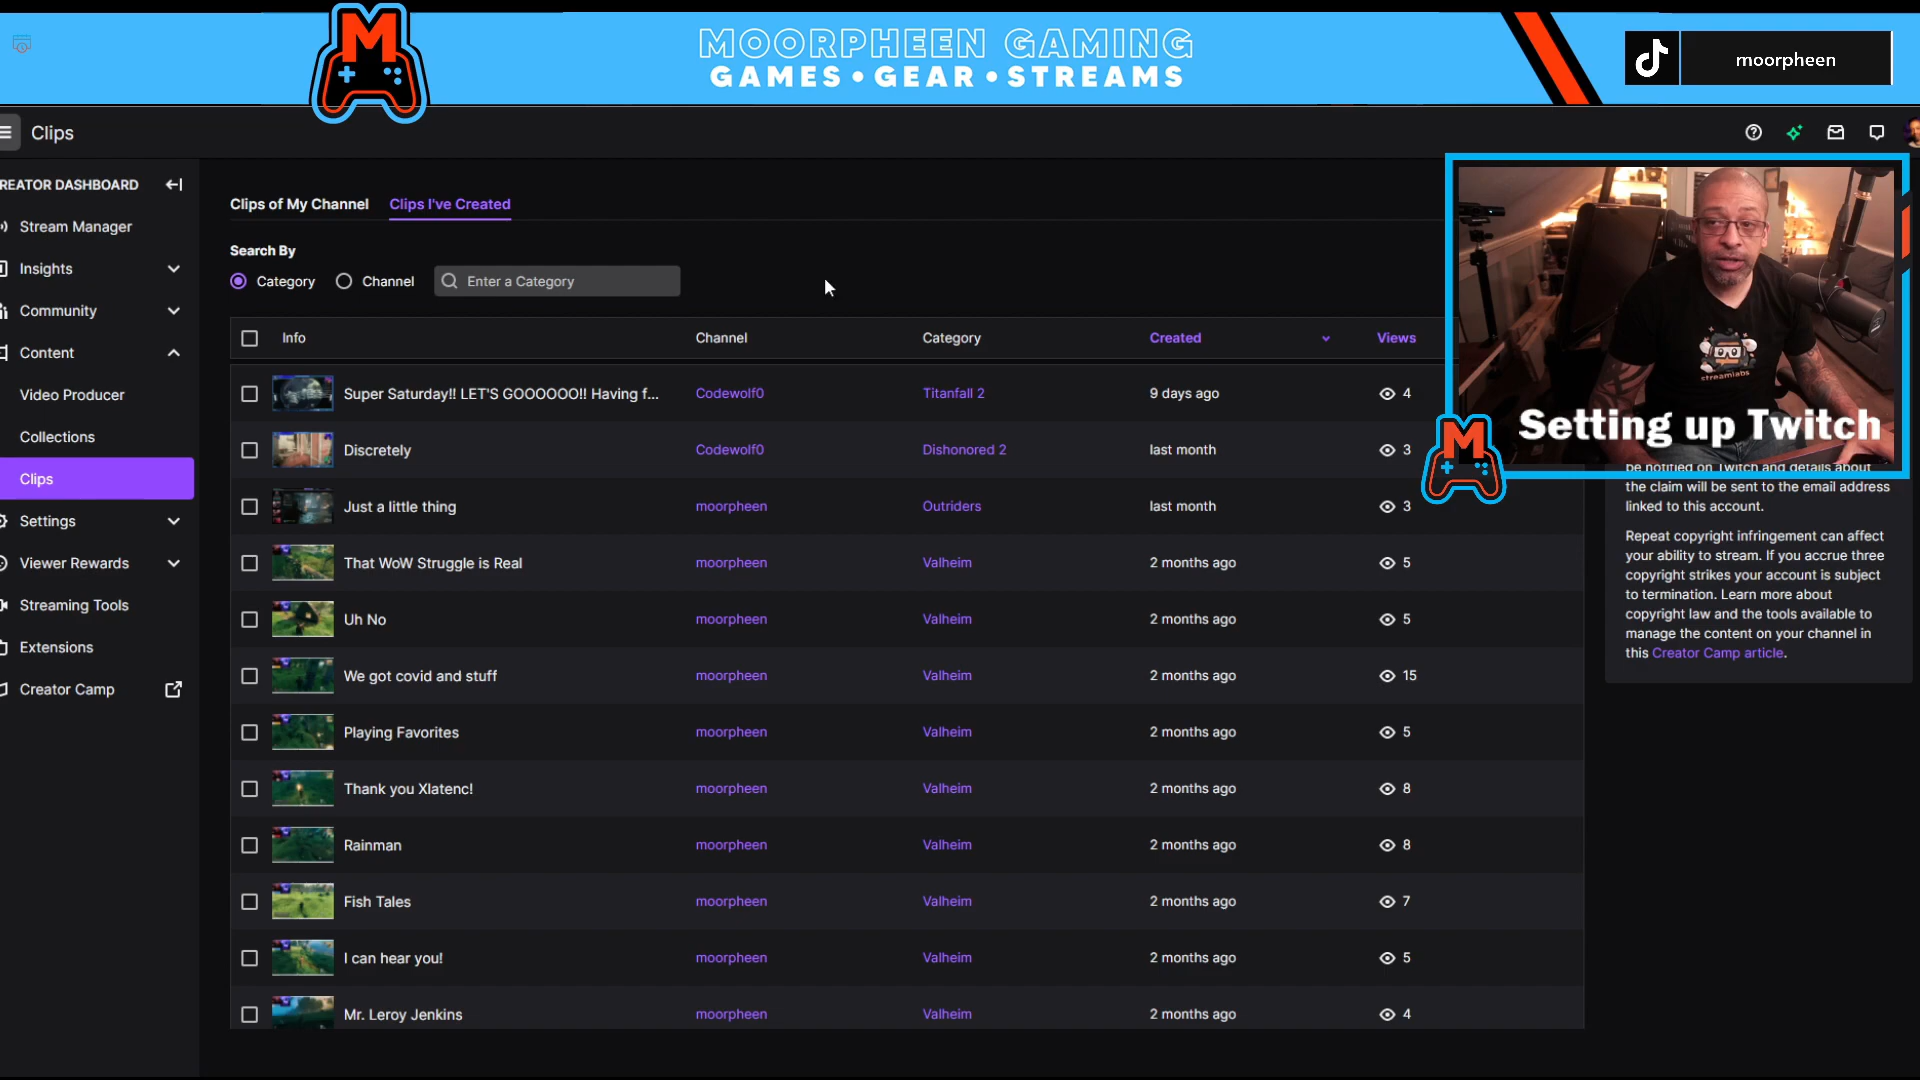 MOORPHEEN GAMING
GAMES • GEAR • STREAMS
moorpheen
M
Clips
REATOR DASHBOARD
Stream Manager
Insights
Community
Content
Video Producer
Collections
Clips
Settings
Viewer Rewards
Streaming Tools
Extensions
Creator Camp
Clips of My Channel
Clips I've Created
Search By
Category
Channel
Enter a Category
Info Channel Category Created Views
Super Saturday!! LET'S GOOOOOO!! Having f... Codewolf0 Titanfall 2 9 days ago 4
Discretely Codewolf0 Dishonored 2 last month 3
Just a little thing moorpheen Outriders last month 3
That WoW Struggle is Real moorpheen Valheim 2 months ago 5
Uh No moorpheen Valheim 2 months ago 5
We got covid and stuff moorpheen Valheim 2 months ago 15
Playing Favorites moorpheen Valheim 2 months ago 5
Thank you Xlatenc! moorpheen Valheim 2 months ago 8
Rainman moorpheen Valheim 2 months ago 8
Fish Tales moorpheen Valheim 2 months ago 7
I can hear you! moorpheen Valheim 2 months ago 5
Mr. Leroy Jenkins moorpheen Valheim 2 months ago 4
streamlabs
Setting up Twitch
M
be notified on Twitch and details about
the claim will be sent to the email address
linked to this account.
Repeat copyright infringement can affect
your ability to stream. If you accrue three
copyright strikes your account is subject
to termination. Learn more about
copyright law and the tools available to
manage the content on your channel in
this Creator Camp article.